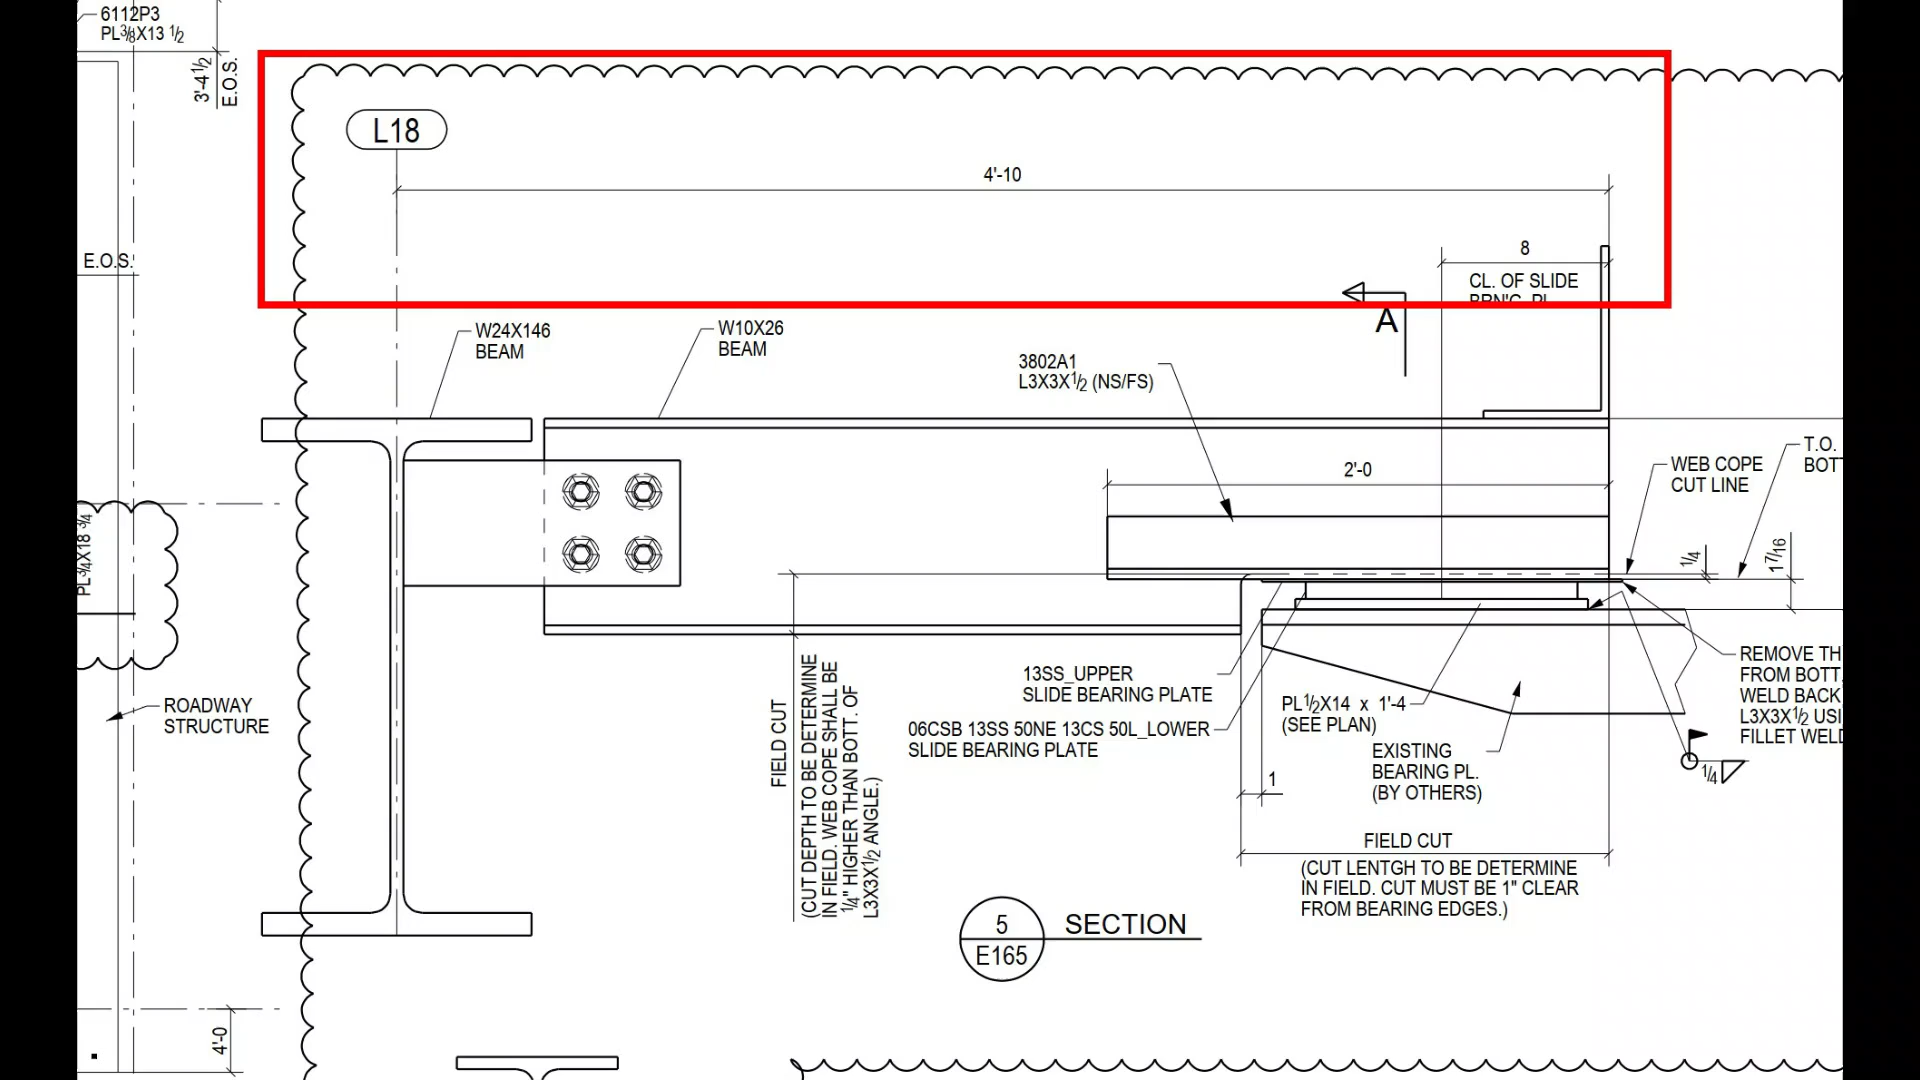 6112P3
PL3/8X13 1/2
3'-4 1/2
E.O.S.
L18
4'-10
E.O.S.
8
CL. OF SLIDE
BRN'G. PL
A
W24X146
BEAM
W10X26
BEAM
3802A1
L3X3X1/2 (NS/FS)
T.O.
BOTT
WEB COPE
CUT LINE
2'-0
PL3/4X18 3/4
1/4
1 7/16
13SS_UPPER
SLIDE BEARING PLATE
PL1/2X14 x 1'-4
(SEE PLAN)
06CSB 13SS 50NE 13CS 50L_LOWER
SLIDE BEARING PLATE
REMOVE TH
FROM BOTT.
WELD BACK
L3X3X1/2 USI
FILLET WELD
ROADWAY
STRUCTURE
EXISTING
BEARING PL.
(BY OTHERS)
1/4
FIELD CUT
(CUT DEPTH TO BE DETERMINE
IN FIELD. WEB COPE SHALL BE
1/4" HIGHER THAN BOTT. OF
L3X3X1/2 ANGLE.)
1
FIELD CUT
(CUT LENTGH TO BE DETERMINE
IN FIELD. CUT MUST BE 1" CLEAR
FROM BEARING EDGES.)
5
E165
SECTION
4'-0